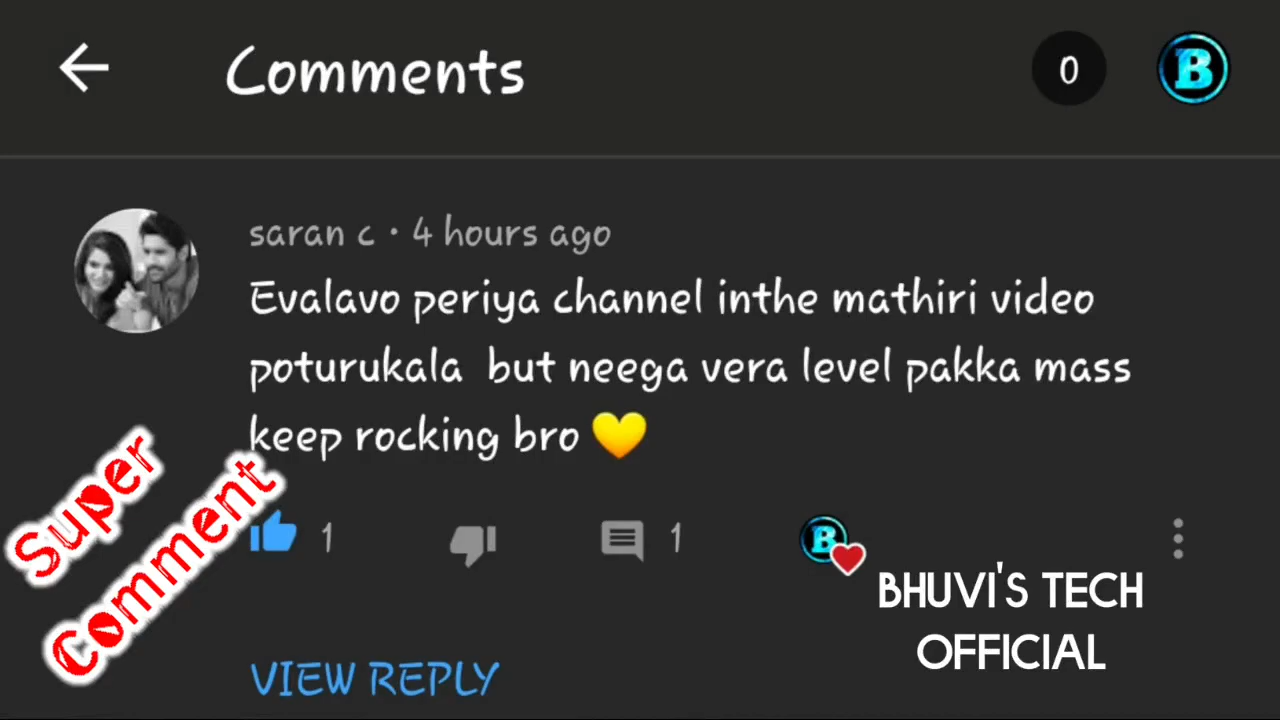 Comments
0
B
saran c • 4 hours ago
Evalavo periya channel inthe mathiri video
poturukala but neega vera level pakka mass
keep rocking bro 💛
Super
Comment
1
1
B
BHUVI'S TECH
OFFICIAL
VIEW REPLY